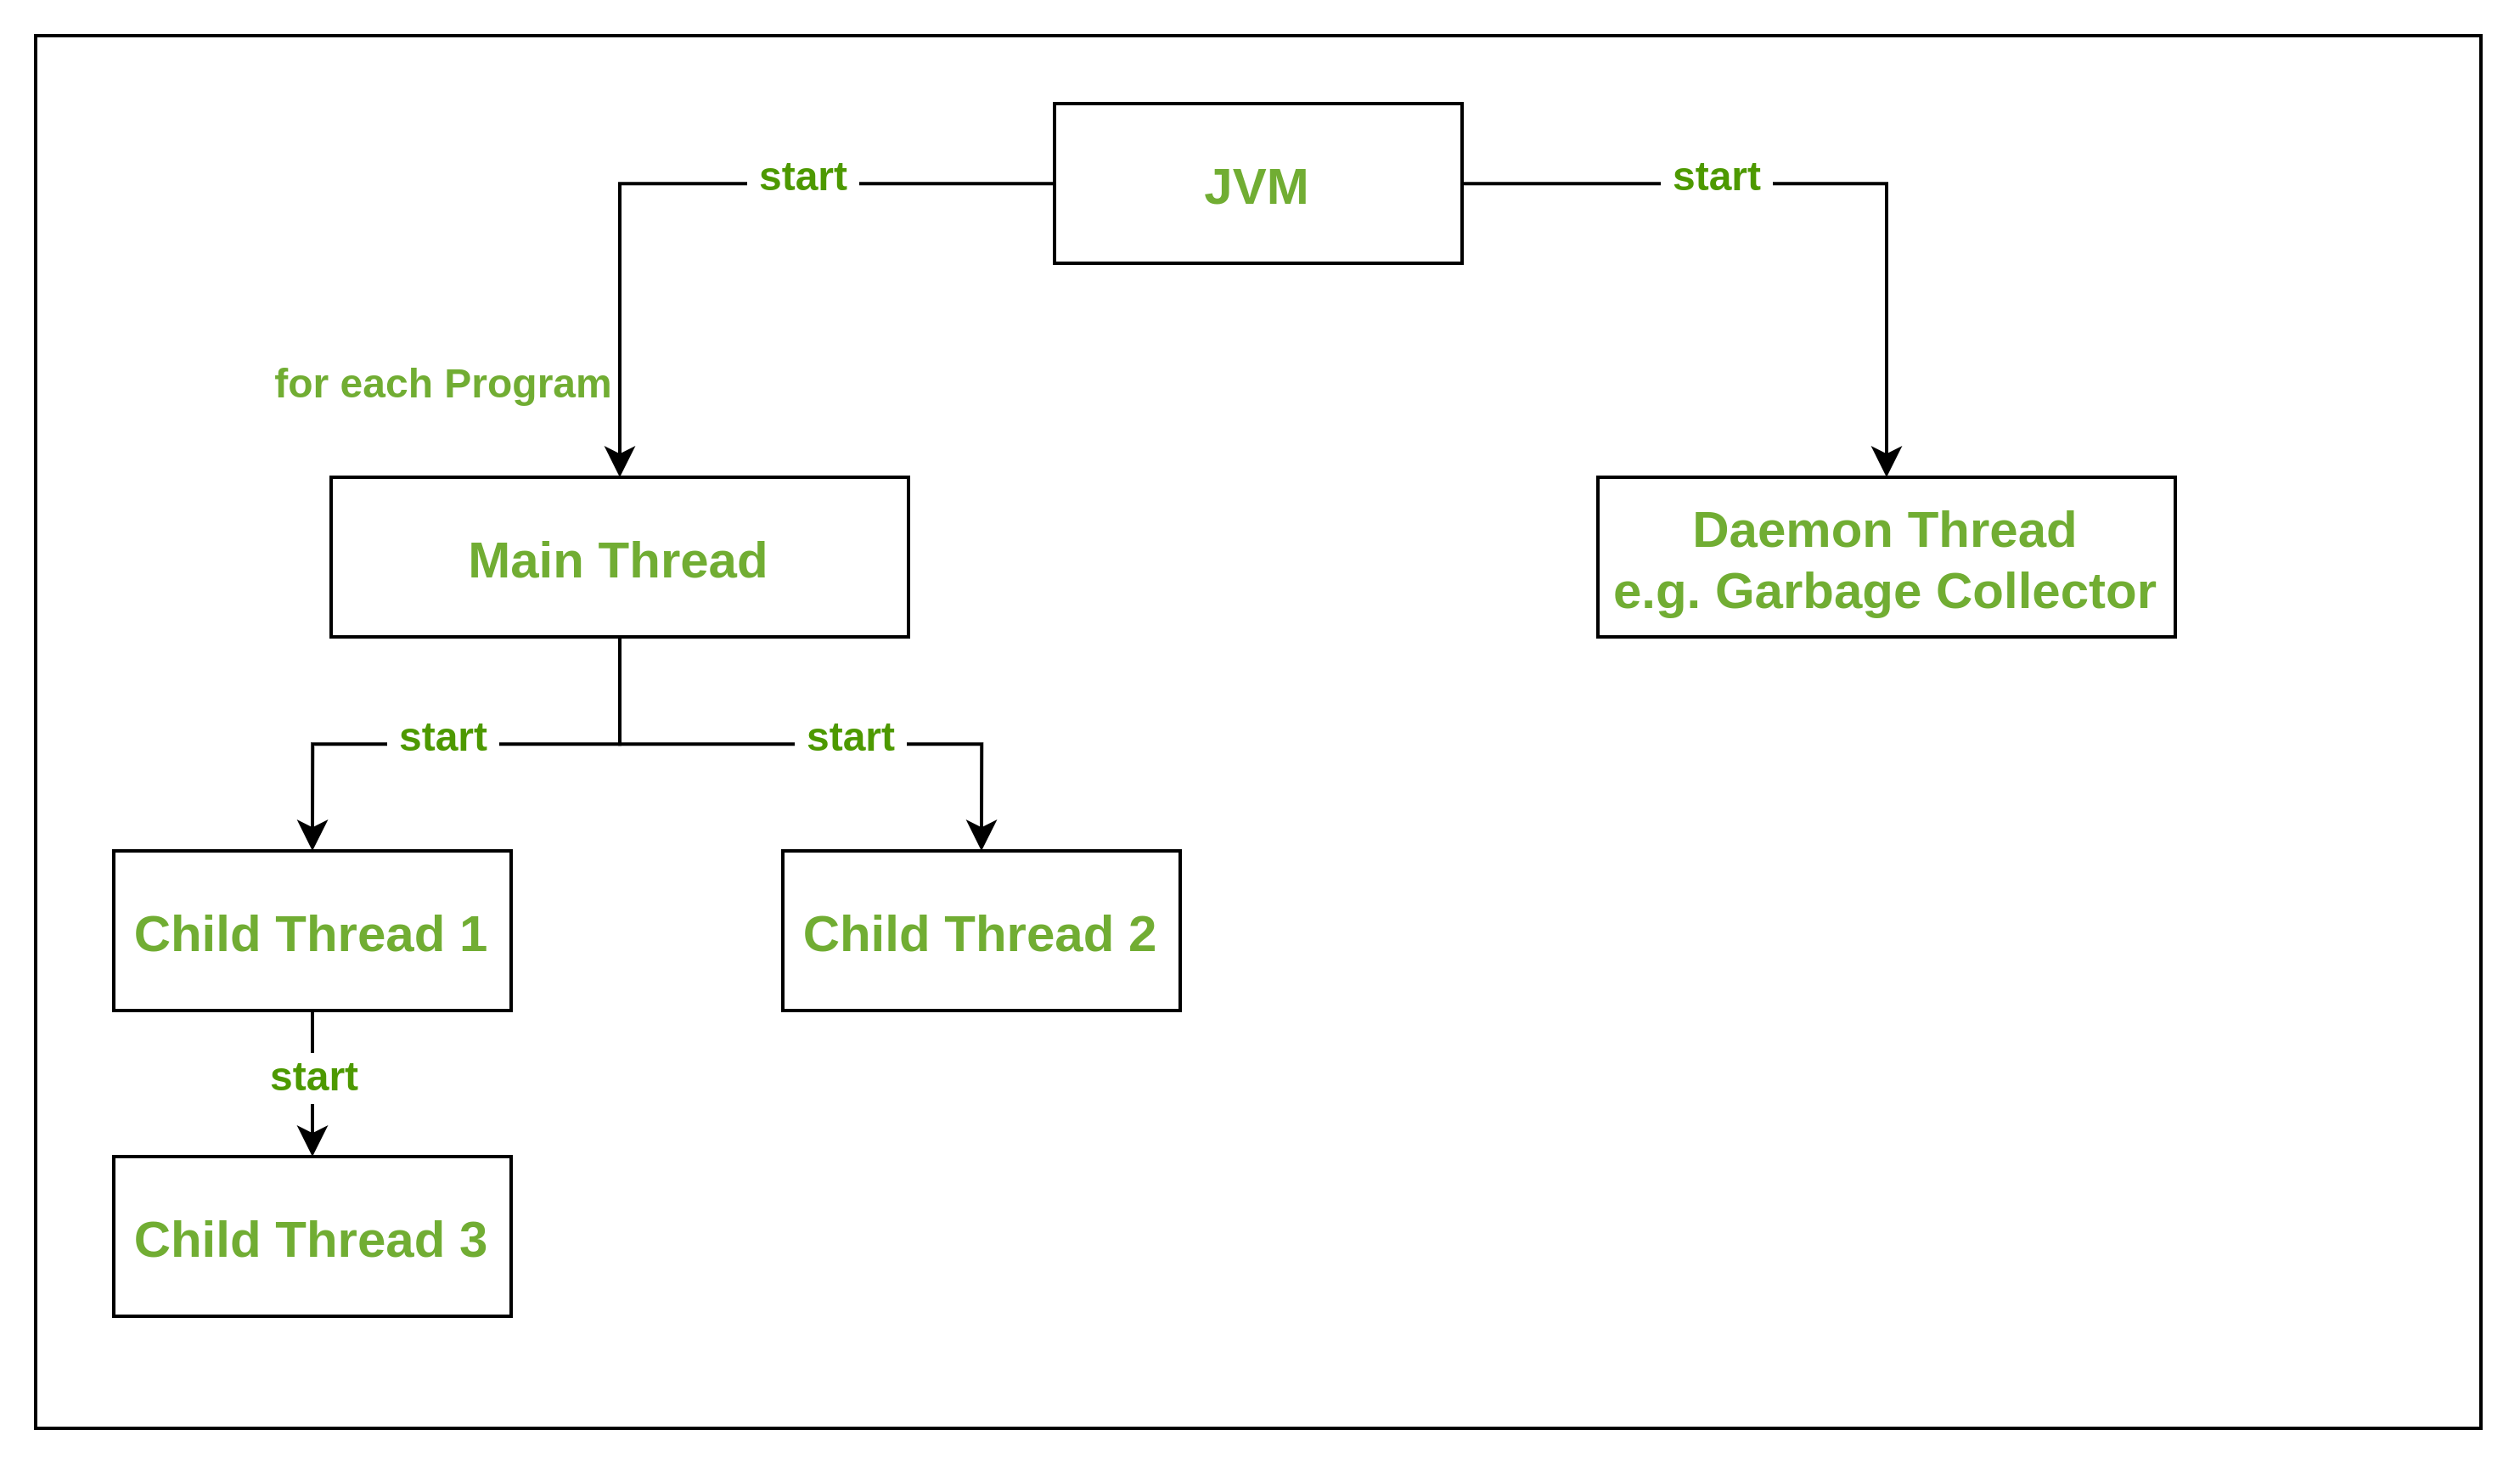 JVM
start
start
for each Program
Main Thread
Daemon Thread
e.g. Garbage Collector
start
start
Child Thread 1
Child Thread 2
start
Child Thread 3